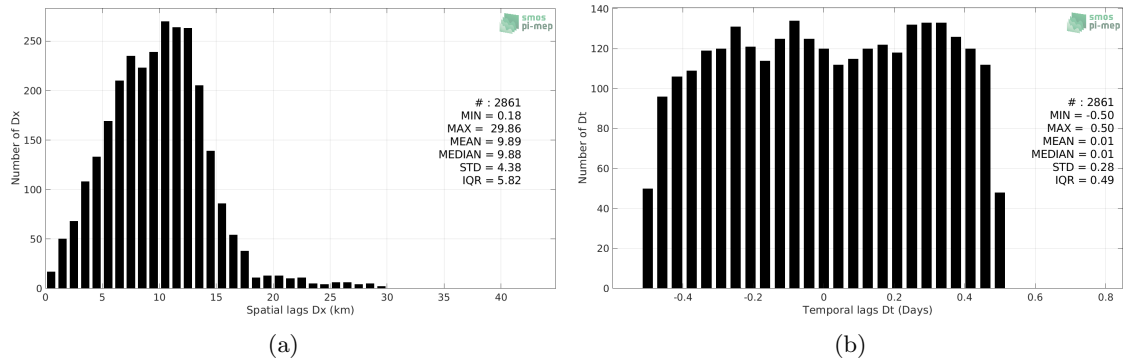 smos
pi-mep
250
200
150
100
50
0
Number of Dx
# : 2861
MIN = 0.18
MAX = 29.86
MEAN = 9.89
MEDIAN = 9.88
STD = 4.38
IQR = 5.82
0 5 10 15 20 25 30 35 40
Spatial lags Dx (km)
(a)
smos
pi-mep
140
120
100
80
60
40
20
0
Number of Dt
# : 2861
MIN = -0.50
MAX = 0.50
MEAN = 0.01
MEDIAN = 0.01
STD = 0.28
IQR = 0.49
-0.4 -0.2 0 0.2 0.4 0.6 0.8
Temporal lags Dt (Days)
(b)